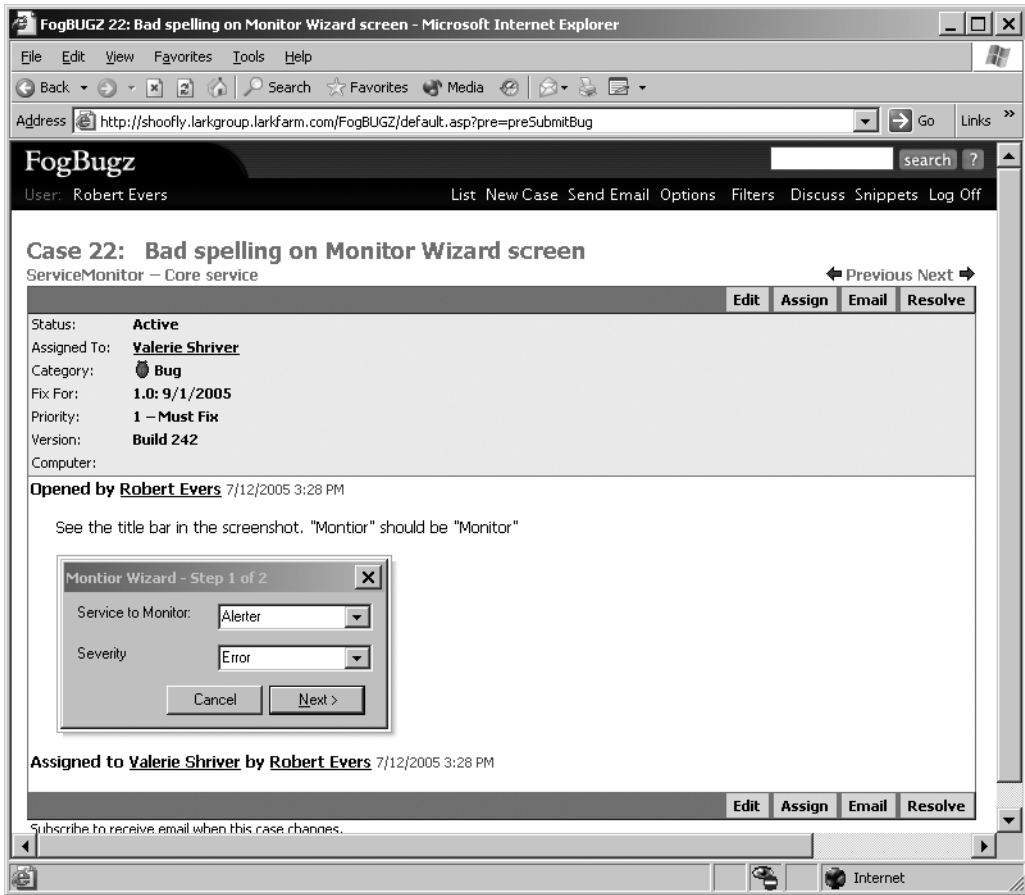 FogBUGZ 22: Bad spelling on Monitor Wizard screen - Microsoft Internet Explorer
File Edit View Favorites Tools Help
Back Search Favorites Media
Address http://shoofly.larkgroup.larkfarm.com/FogBUGZ/default.asp?pre=preSubmitBug Go Links »
FogBugz search ?
User: Robert Evers List New Case Send Email Options Filters Discuss Snippets Log Off
Case 22: Bad spelling on Monitor Wizard screen
ServiceMonitor – Core service Previous Next
Edit Assign Email Resolve
Status: Active
Assigned To: Valerie Shriver
Category: Bug
Fix For: 1.0: 9/1/2005
Priority: 1 – Must Fix
Version: Build 242
Computer:
Opened by Robert Evers 7/12/2005 3:28 PM
See the title bar in the screenshot. "Montior" should be "Monitor"
Montior Wizard - Step 1 of 2
Service to Monitor: Alerter
Severity Error
Cancel Next >
Assigned to Valerie Shriver by Robert Evers 7/12/2005 3:28 PM
Edit Assign Email Resolve
Subscribe to receive email when this case changes.
Internet